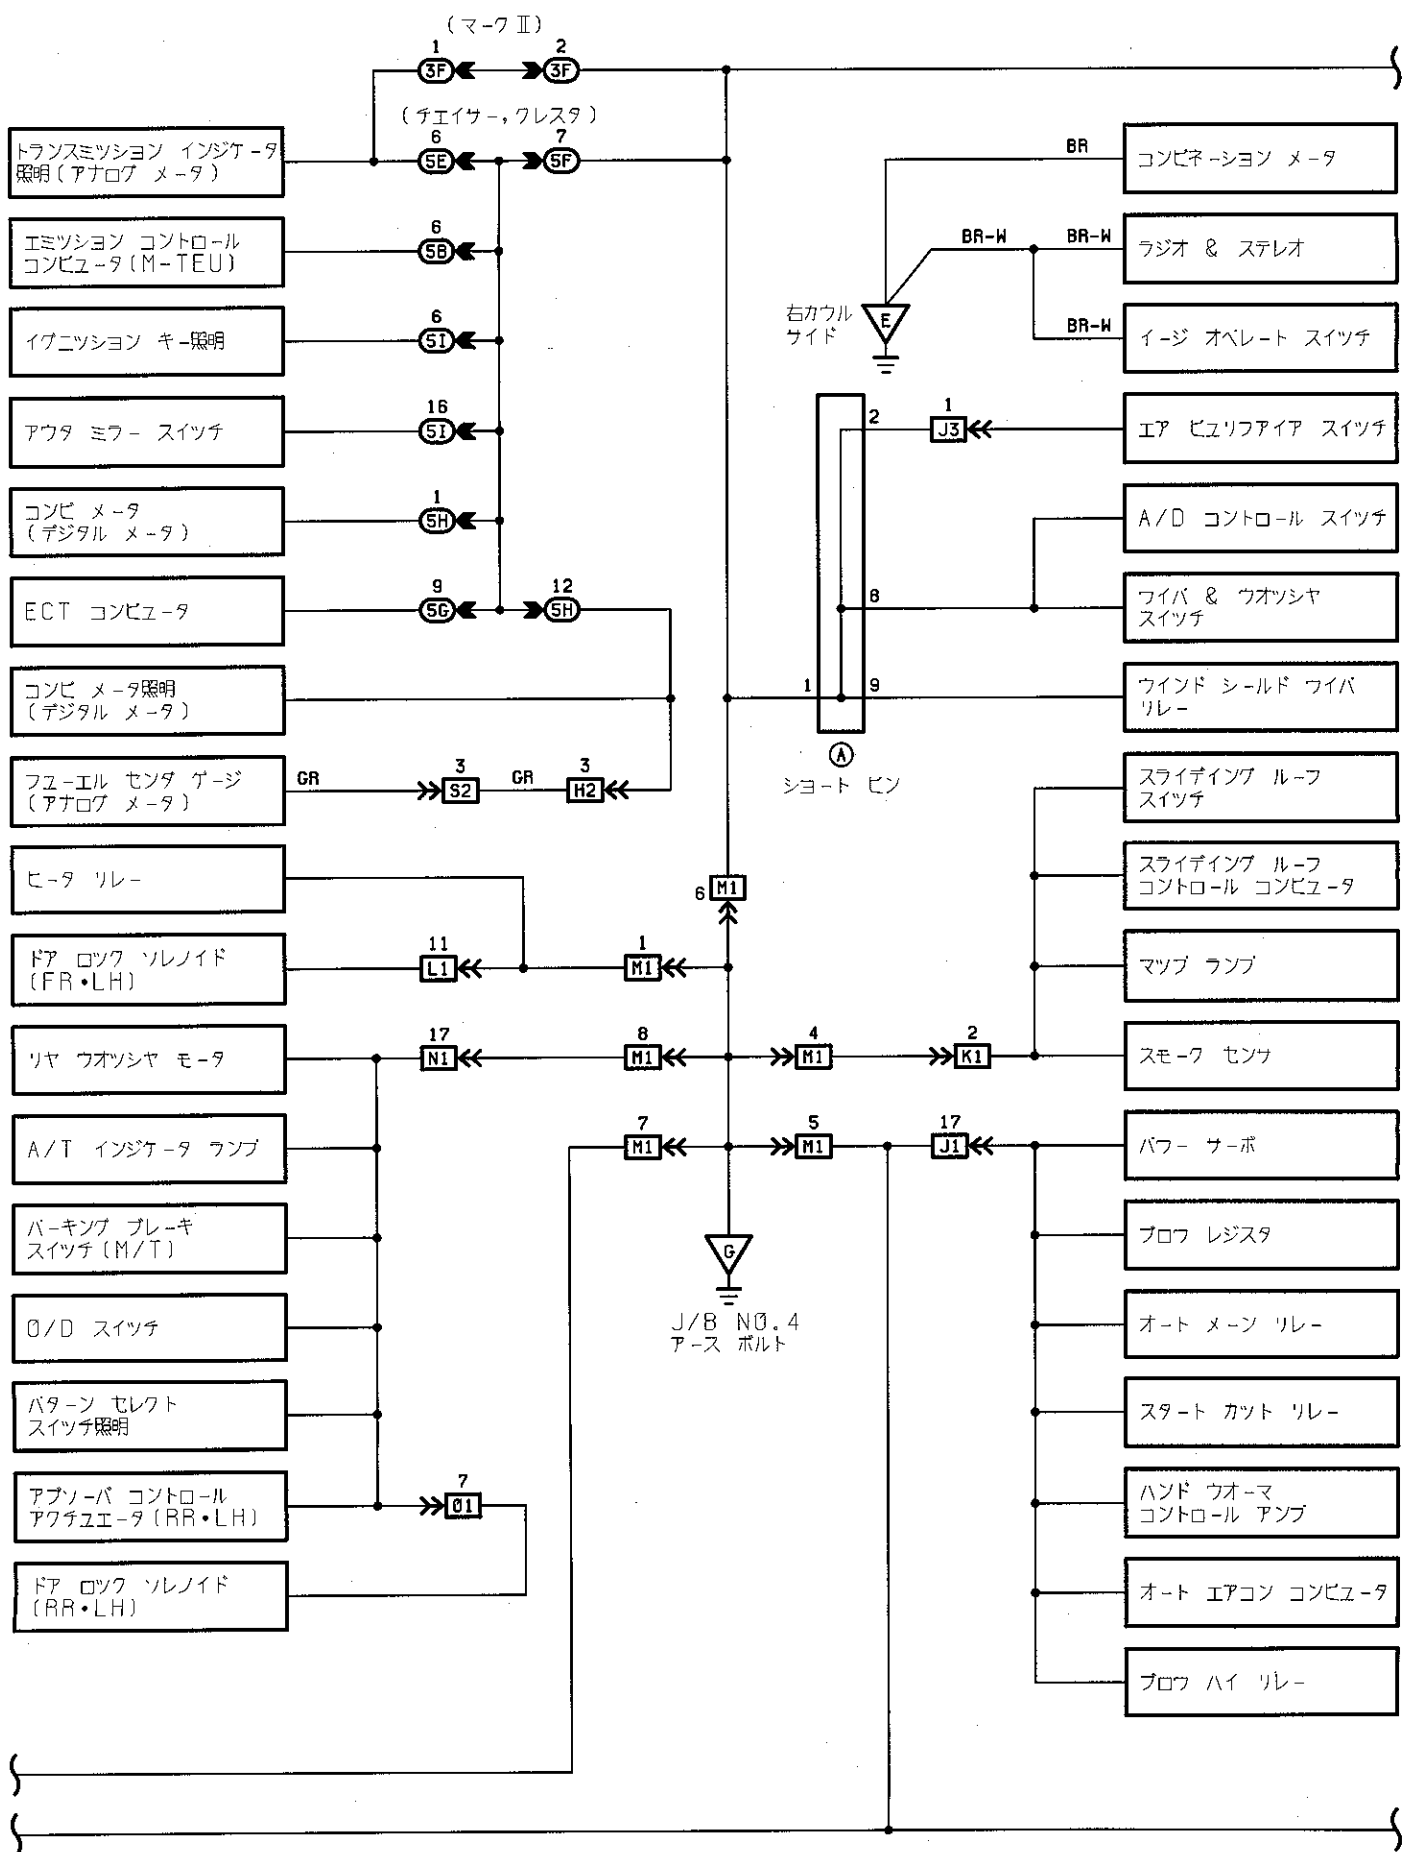 (マークⅡ)
1
2
3F
3F
(チエイサー,クレスタ)
6
7
5E
5F
トランスミツション インジケータ
照明(アナログ メータ)
BR
コンビネーション メータ
エミツション コントロール
コンピュータ(M-TEU)
6
5B
BR-W
BR-W
ラジオ & ステレオ
イグニツション キー照明
6
5I
右カウル
サイド
E
BR-W
イージ オペレート スイツチ
アウタ ミラー スイツチ
16
5I
2
1
J3
エア ピュリフアイア スイツチ
コンビ メータ
(デジタル メータ)
1
5H
A/D コントロール スイツチ
ECT コンピュータ
9
5G
12
5H
8
ワイパ & ウオツシヤ
スイツチ
コンビ メータ照明
(デジタル メータ)
1
9
ウインド シールド ワイパ
リレー
A
ショート ピン
フューエル センダ ゲージ
(アナログ メータ)
GR
3
S2
GR
3
H2
スライデイング ルーフ
スイツチ
ヒータ リレー
6
M1
スライデイング ルーフ
コントロール コンピュータ
ドア ロツク ソレノイド
(FR•LH)
11
L1
1
M1
マツプ ランプ
リヤ ウオツシヤ モータ
17
N1
8
M1
4
M1
2
K1
スモーク センサ
A/T インジケータ ランプ
7
M1
5
M1
17
J1
パワー サーボ
パーキング ブレーキ
スイツチ(M/T)
G
J/B NO.4
アース ボルト
ブロワ レジスタ
O/D スイツチ
オート メーン リレー
パターン セレクト
スイツチ照明
スタート カツト リレー
アブソーバ コントロール
アクチュエータ(RR•LH)
7
O1
ハンド ウオーマ
コントロール アンプ
ドア ロツク ソレノイド
(RR•LH)
オート エアコン コンピュータ
ブロワ ハイ リレー